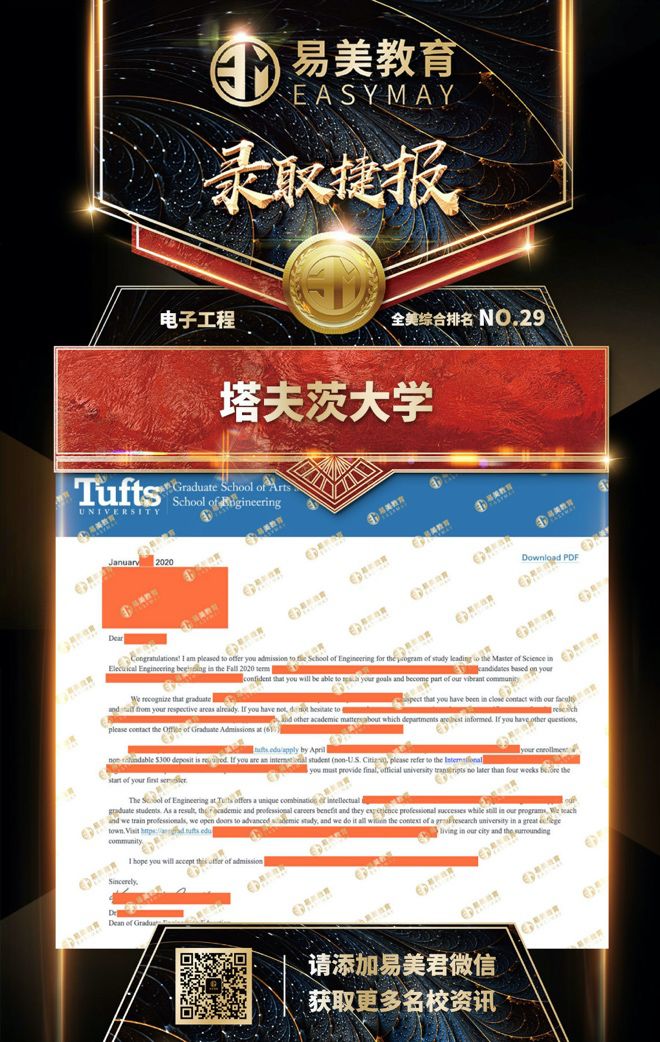 易美教育
EASYMAY
录取捷报
电子工程
全美综合排名 NO.29
塔夫茨大学
Tufts
UNIVERSITY
Graduate School of Arts
School of Engineering
January 2020
Download PDF
Dear
Congratulations! I am pleased to offer you admission to the School of Engineering for the program of study leading to the Master of Science in
Electrical Engineering beginning in the Fall 2020 term candidates based on your
confident that you will be able to reach your goals and become part of our vibrant community.
We recognize that graduate expect that you have been in close contact with our faculty
and staff from your respective areas already. If you have not, do not hesitate to research
and other academic matters about which departments are best informed. If you have other questions,
please contact the Office of Graduate Admissions at (61
tufts.edu/apply by April your enrollment
non-refundable $300 deposit is required. If you are an international student (non-U.S. Citizen), please refer to the International
you must provide final, official university transcripts no later than four weeks before the
start of your first semester.
The School of Engineering at Tufts offers a unique combination of intellectual our
graduate students. As a result, their academic and professional careers benefit and they experience professional successes while still in our programs. We teach
and we train professionals, we open doors to advanced academic study, and we do it all within the context of a great research university in a great college
town. Visit https://asegrad.tufts.edu/ living in our city and the surrounding
community.
I hope you will accept this offer of admission
Sincerely,
Dr
Dean of Graduate Engineering Education
请添加易美君微信
获取更多名校资讯